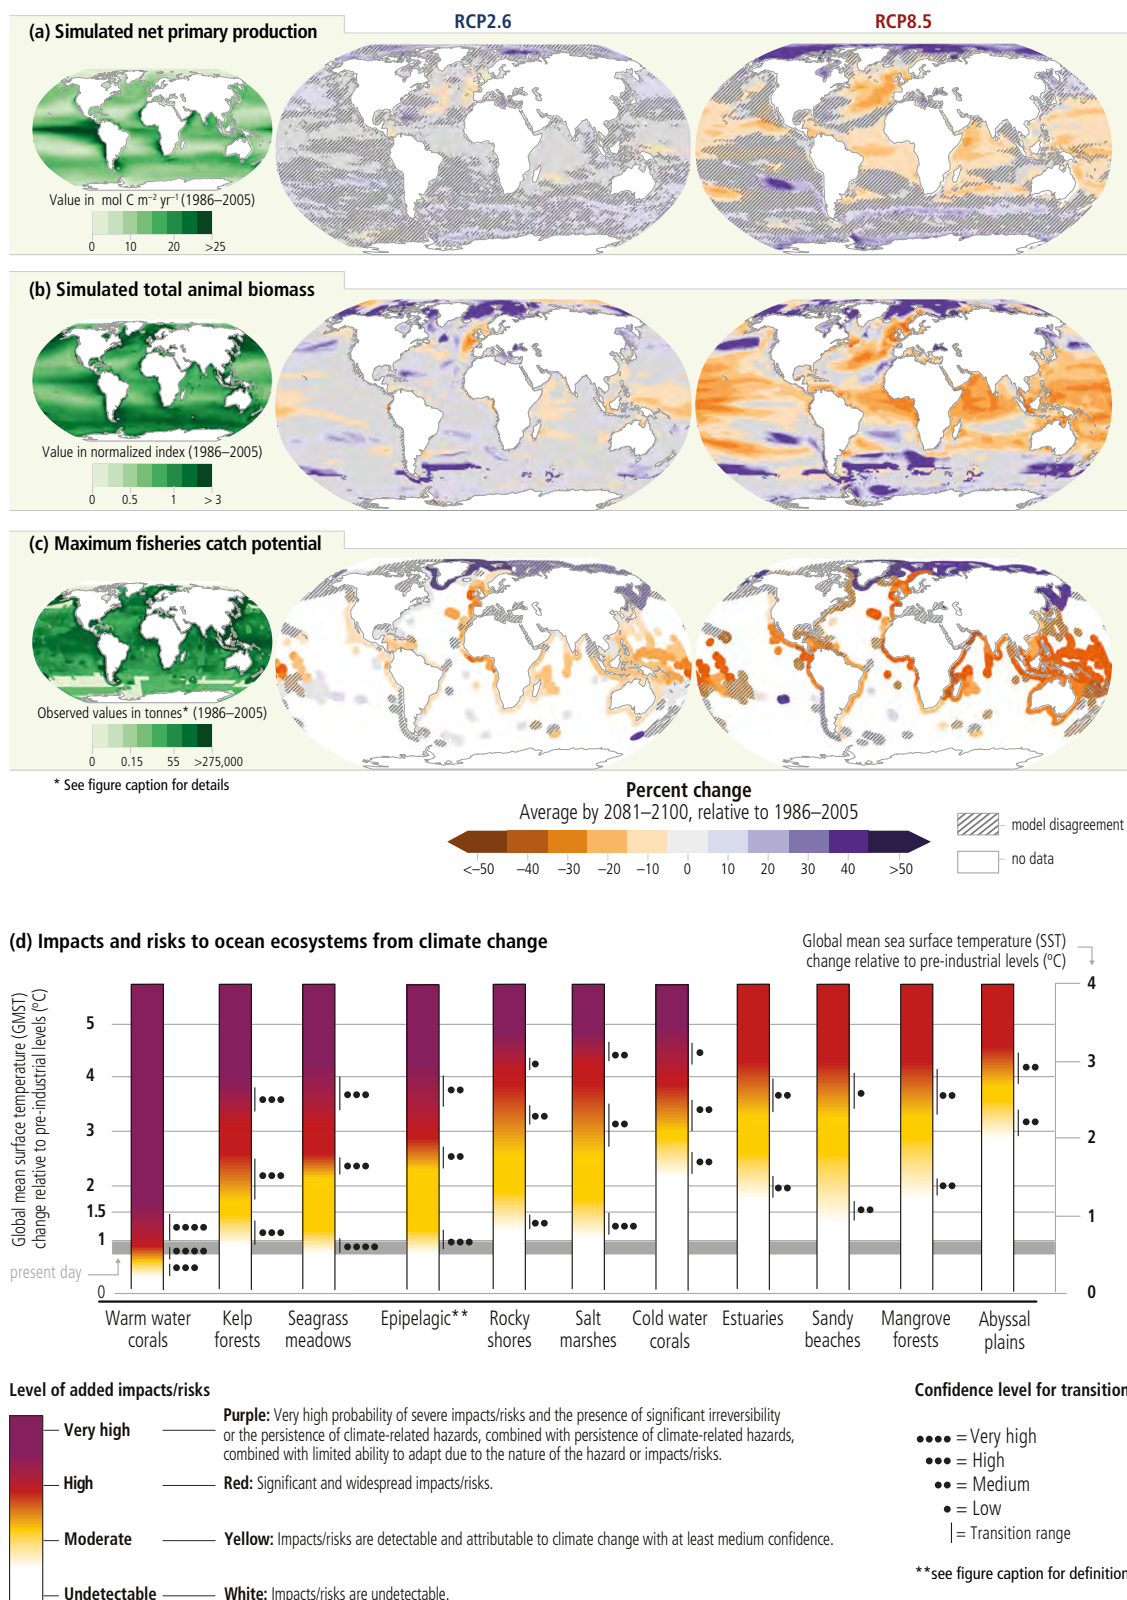 RCP2.6
RCP8.5
(a) Simulated net primary production
Value in mol C m⁻² yr⁻¹ (1986–2005)
0 10 20 >25
(b) Simulated total animal biomass
Value in normalized index (1986–2005)
0 0.5 1 > 3
(c) Maximum fisheries catch potential
Observed values in tonnes* (1986–2005)
0 0.15 55 >275,000
* See figure caption for details
Percent change
Average by 2081–2100, relative to 1986–2005
<–50 –40 –30 –20 –10 0 10 20 30 40 >50
model disagreement
no data
(d) Impacts and risks to ocean ecosystems from climate change
Global mean sea surface temperature (SST)
change relative to pre-industrial levels (ºC)
Global mean surface temperature (GMST)
change relative to pre-industrial levels (ºC)
5
4
3
2
1.5
1
0
present day
4
3
2
1
0
Warm water
corals
Kelp
forests
Seagrass
meadows
Epipelagic**
Rocky
shores
Salt
marshes
Cold water
corals
Estuaries
Sandy
beaches
Mangrove
forests
Abyssal
plains
Level of added impacts/risks
Very high
Purple: Very high probability of severe impacts/risks and the presence of significant irreversibility
or the persistence of climate-related hazards, combined with persistence of climate-related hazards,
combined with limited ability to adapt due to the nature of the hazard or impacts/risks.
High
Red: Significant and widespread impacts/risks.
Moderate
Yellow: Impacts/risks are detectable and attributable to climate change with at least medium confidence.
Undetectable
White: Impacts/risks are undetectable.
Confidence level for transition
•••• = Very high
••• = High
•• = Medium
• = Low
| = Transition range
**see figure caption for definition